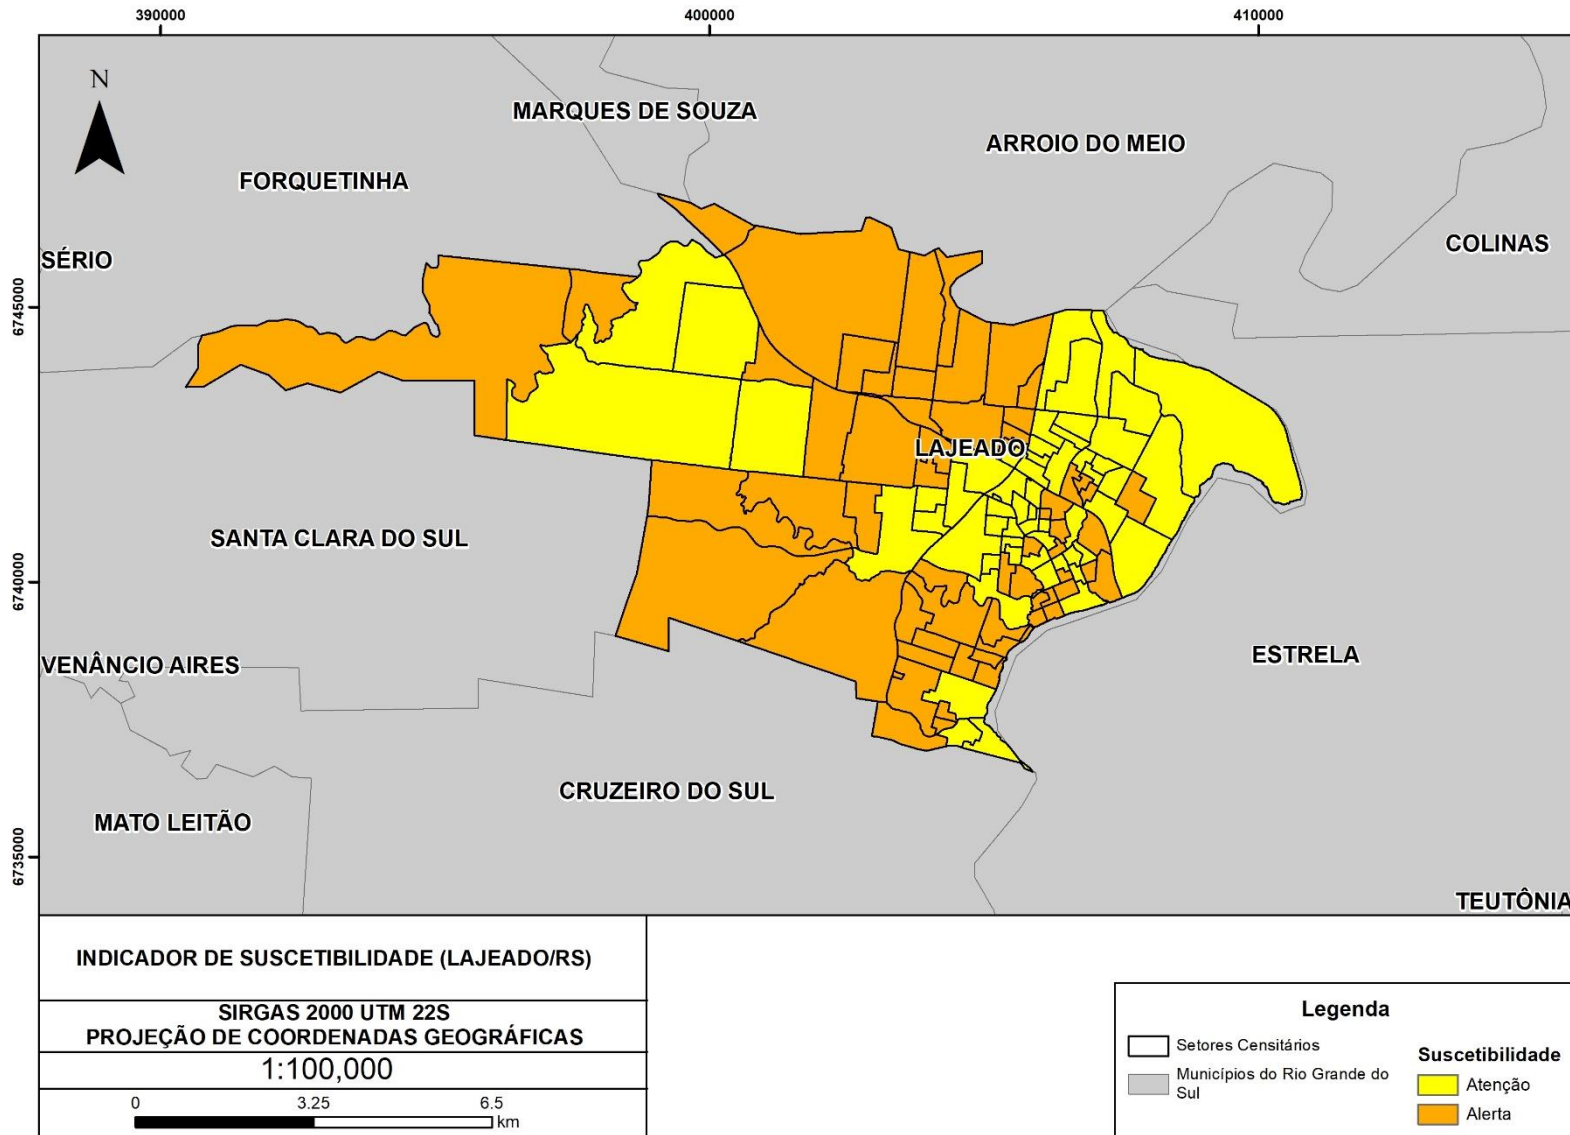 390000
400000
410000
N
MARQUES DE SOUZA
ARROIO DO MEIO
FORQUETINHA
COLINAS
SÉRIO
6745000
LAJEADO
SANTA CLARA DO SUL
6740000
ESTRELA
VENÂNCIO AIRES
CRUZEIRO DO SUL
MATO LEITÃO
6735000
TEUTÔNIA
INDICADOR DE SUSCETIBILIDADE (LAJEADO/RS)
SIRGAS 2000 UTM 22S
PROJEÇÃO DE COORDENADAS GEOGRÁFICAS
1:100,000
0 3.25 6.5
km
Legenda
Setores Censitários
Municípios do Rio Grande do
Sul
Suscetibilidade
Atenção
Alerta